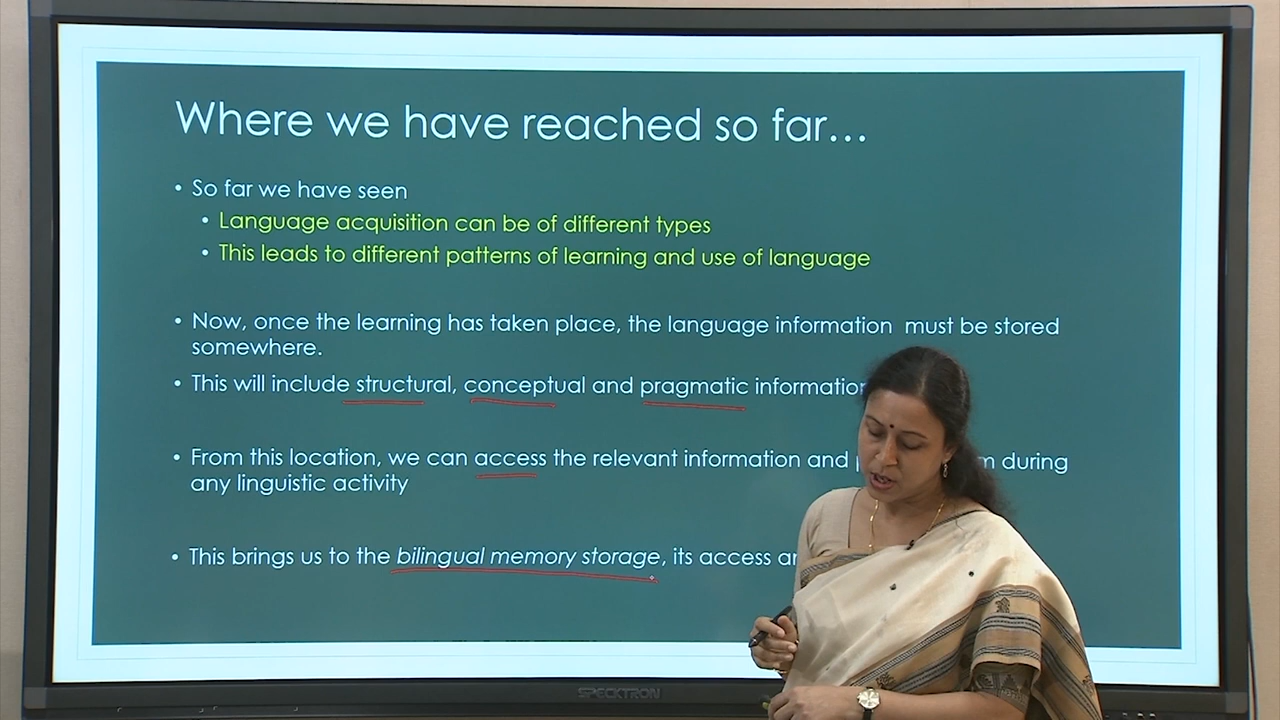 Where we have reached so far...
• So far we have seen
• Language acquisition can be of different types
• This leads to different patterns of learning and use of language
• Now, once the learning has taken place, the language information must be stored
somewhere.
• This will include structural, conceptual and pragmatic information
• From this location, we can access the relevant information and during
any linguistic activity
• This brings us to the bilingual memory storage, its access
SPECKTRON